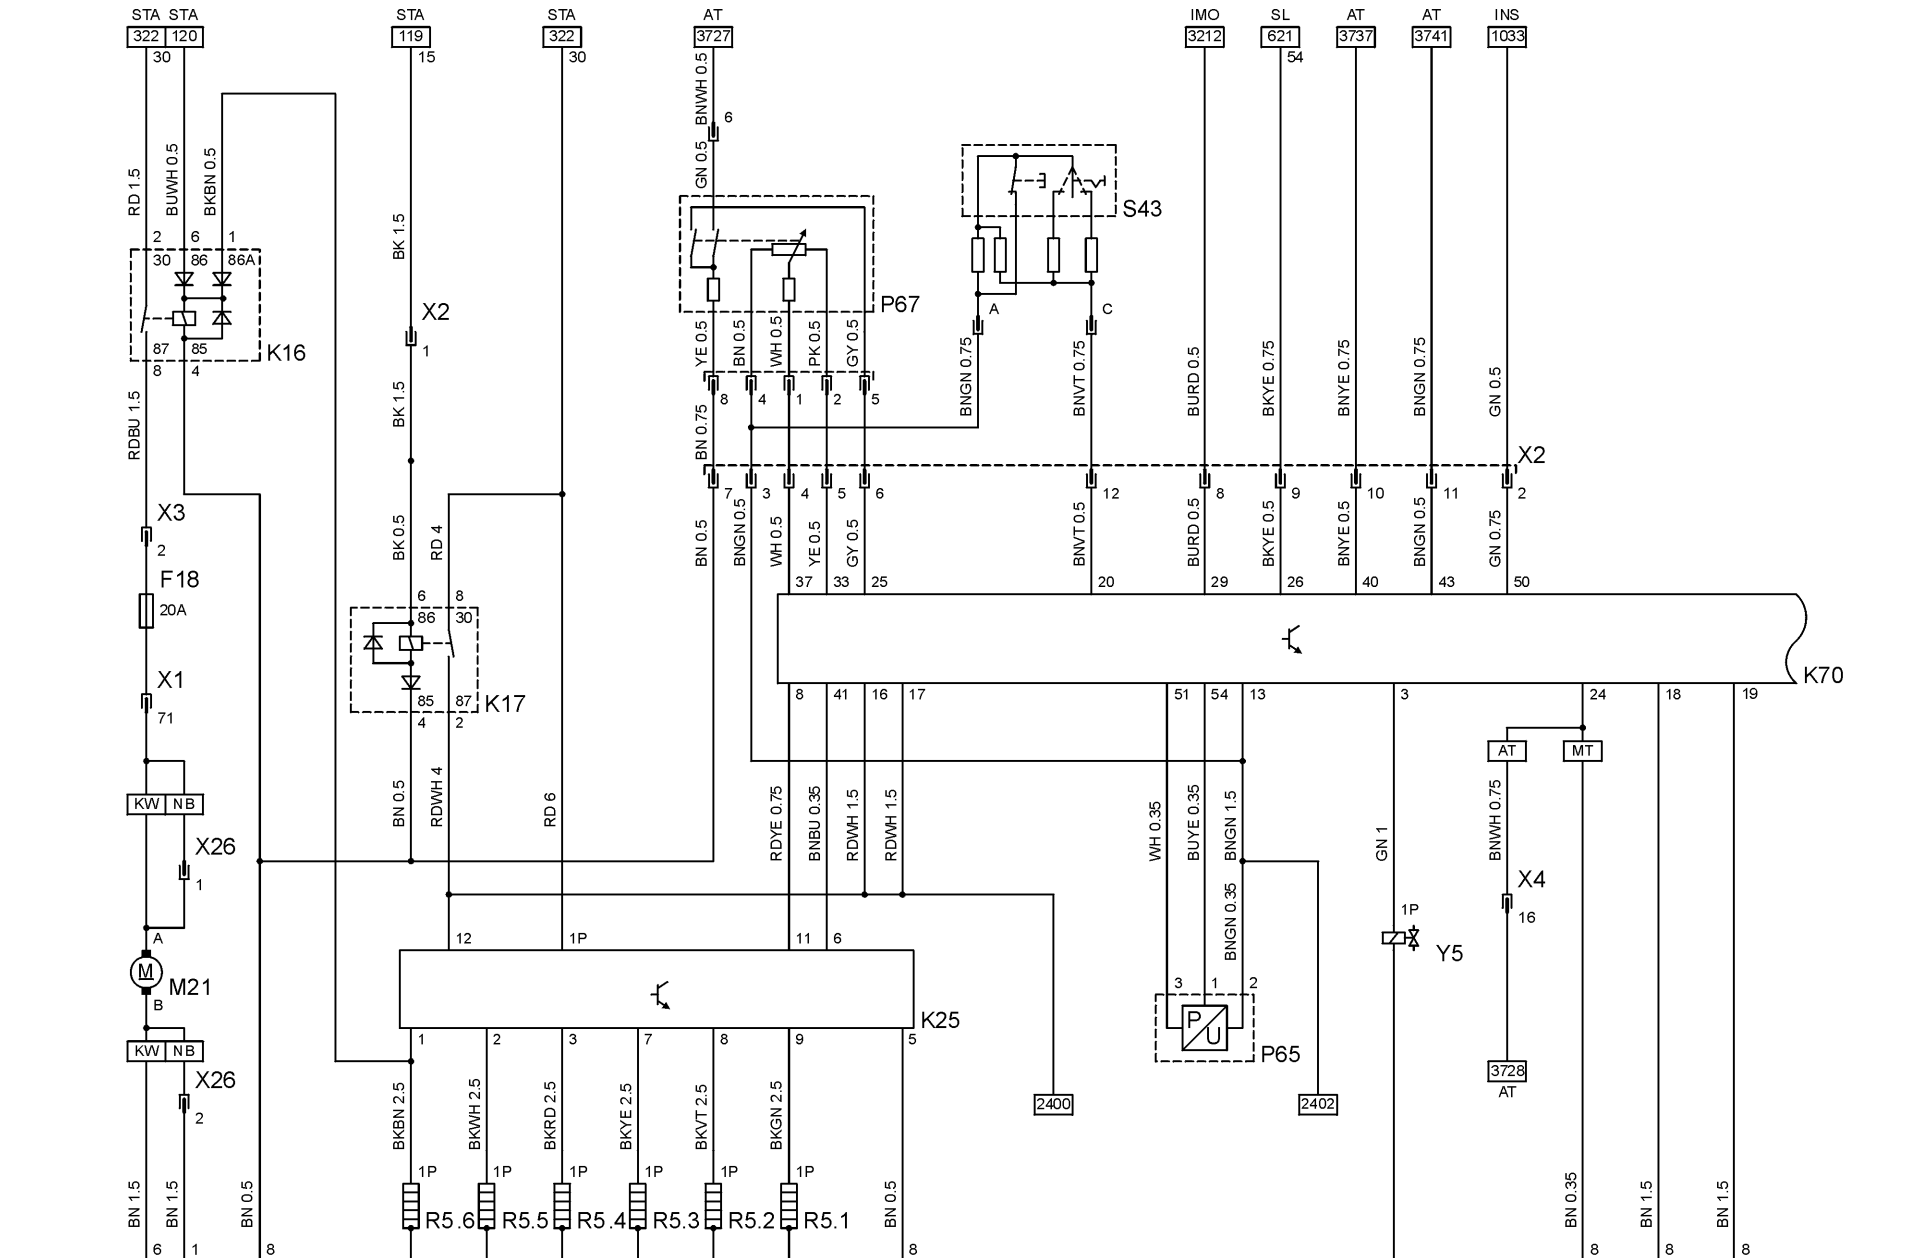 STA STA STA STA AT IMO SL AT AT INS
322 120 119 322 3727 3212 621 3737 3741 1033
30 15 30 54
BNWH 0.5
6
GN 0.5
RD 1.5
BUWH 0.5
BKBN 0.5
BK 1.5
S43
2 6 1
30 86 86A
87 85
K16
8 4
P67
X2
1
A C
YE 0.5
BN 0.5
WH 0.5
PK 0.5
GY 0.5
8 4 1 2 5
RDBU 1.5
BK 1.5
BN 0.75
BNGN 0.75
BNVT 0.75
BURD 0.5
BKYE 0.75
BNYE 0.75
BNGN 0.75
GN 0.5
X2
7 3 4 5 6 12 8 9 10 11 2
X3
2
F18
20A
X1
71
BK 0.5
RD 4
BN 0.5
BNGN 0.5
WH 0.5
YE 0.5
GY 0.5
BNVT 0.5
BURD 0.5
BKYE 0.5
BNYE 0.5
BNGN 0.5
GN 0.75
37 33 25 20 29 26 40 43 50
6 8
86 30
85 87
K17
4 2
K70
8 41 16 17 51 54 13 3 24 18 19
AT MT
KW NB
X26
1
BN 0.5
RDWH 4
RD 6
RDYE 0.75
BNBU 0.35
RDWH 1.5
RDWH 1.5
WH 0.35
BUYE 0.35
BNGN 1.5
GN 1
BNWH 0.75
X4
16
BNGN 0.35
1P
Y5
A
M
M21
B
12 1P 11 6
K25
3 1 2
P
U
P65
KW NB
X26
2
1 2 3 7 8 9 5
3728
AT
2400 2402
BKBN 2.5
BKWH 2.5
BKRD 2.5
BKYE 2.5
BKVT 2.5
BKGN 2.5
1P 1P 1P 1P 1P 1P
R5.6 R5.5 R5.4 R5.3 R5.2 R5.1
BN 1.5
BN 1.5
BN 0.5
BN 0.5
BN 0.35
BN 1.5
BN 1.5
6 1 8 8 8 8 8